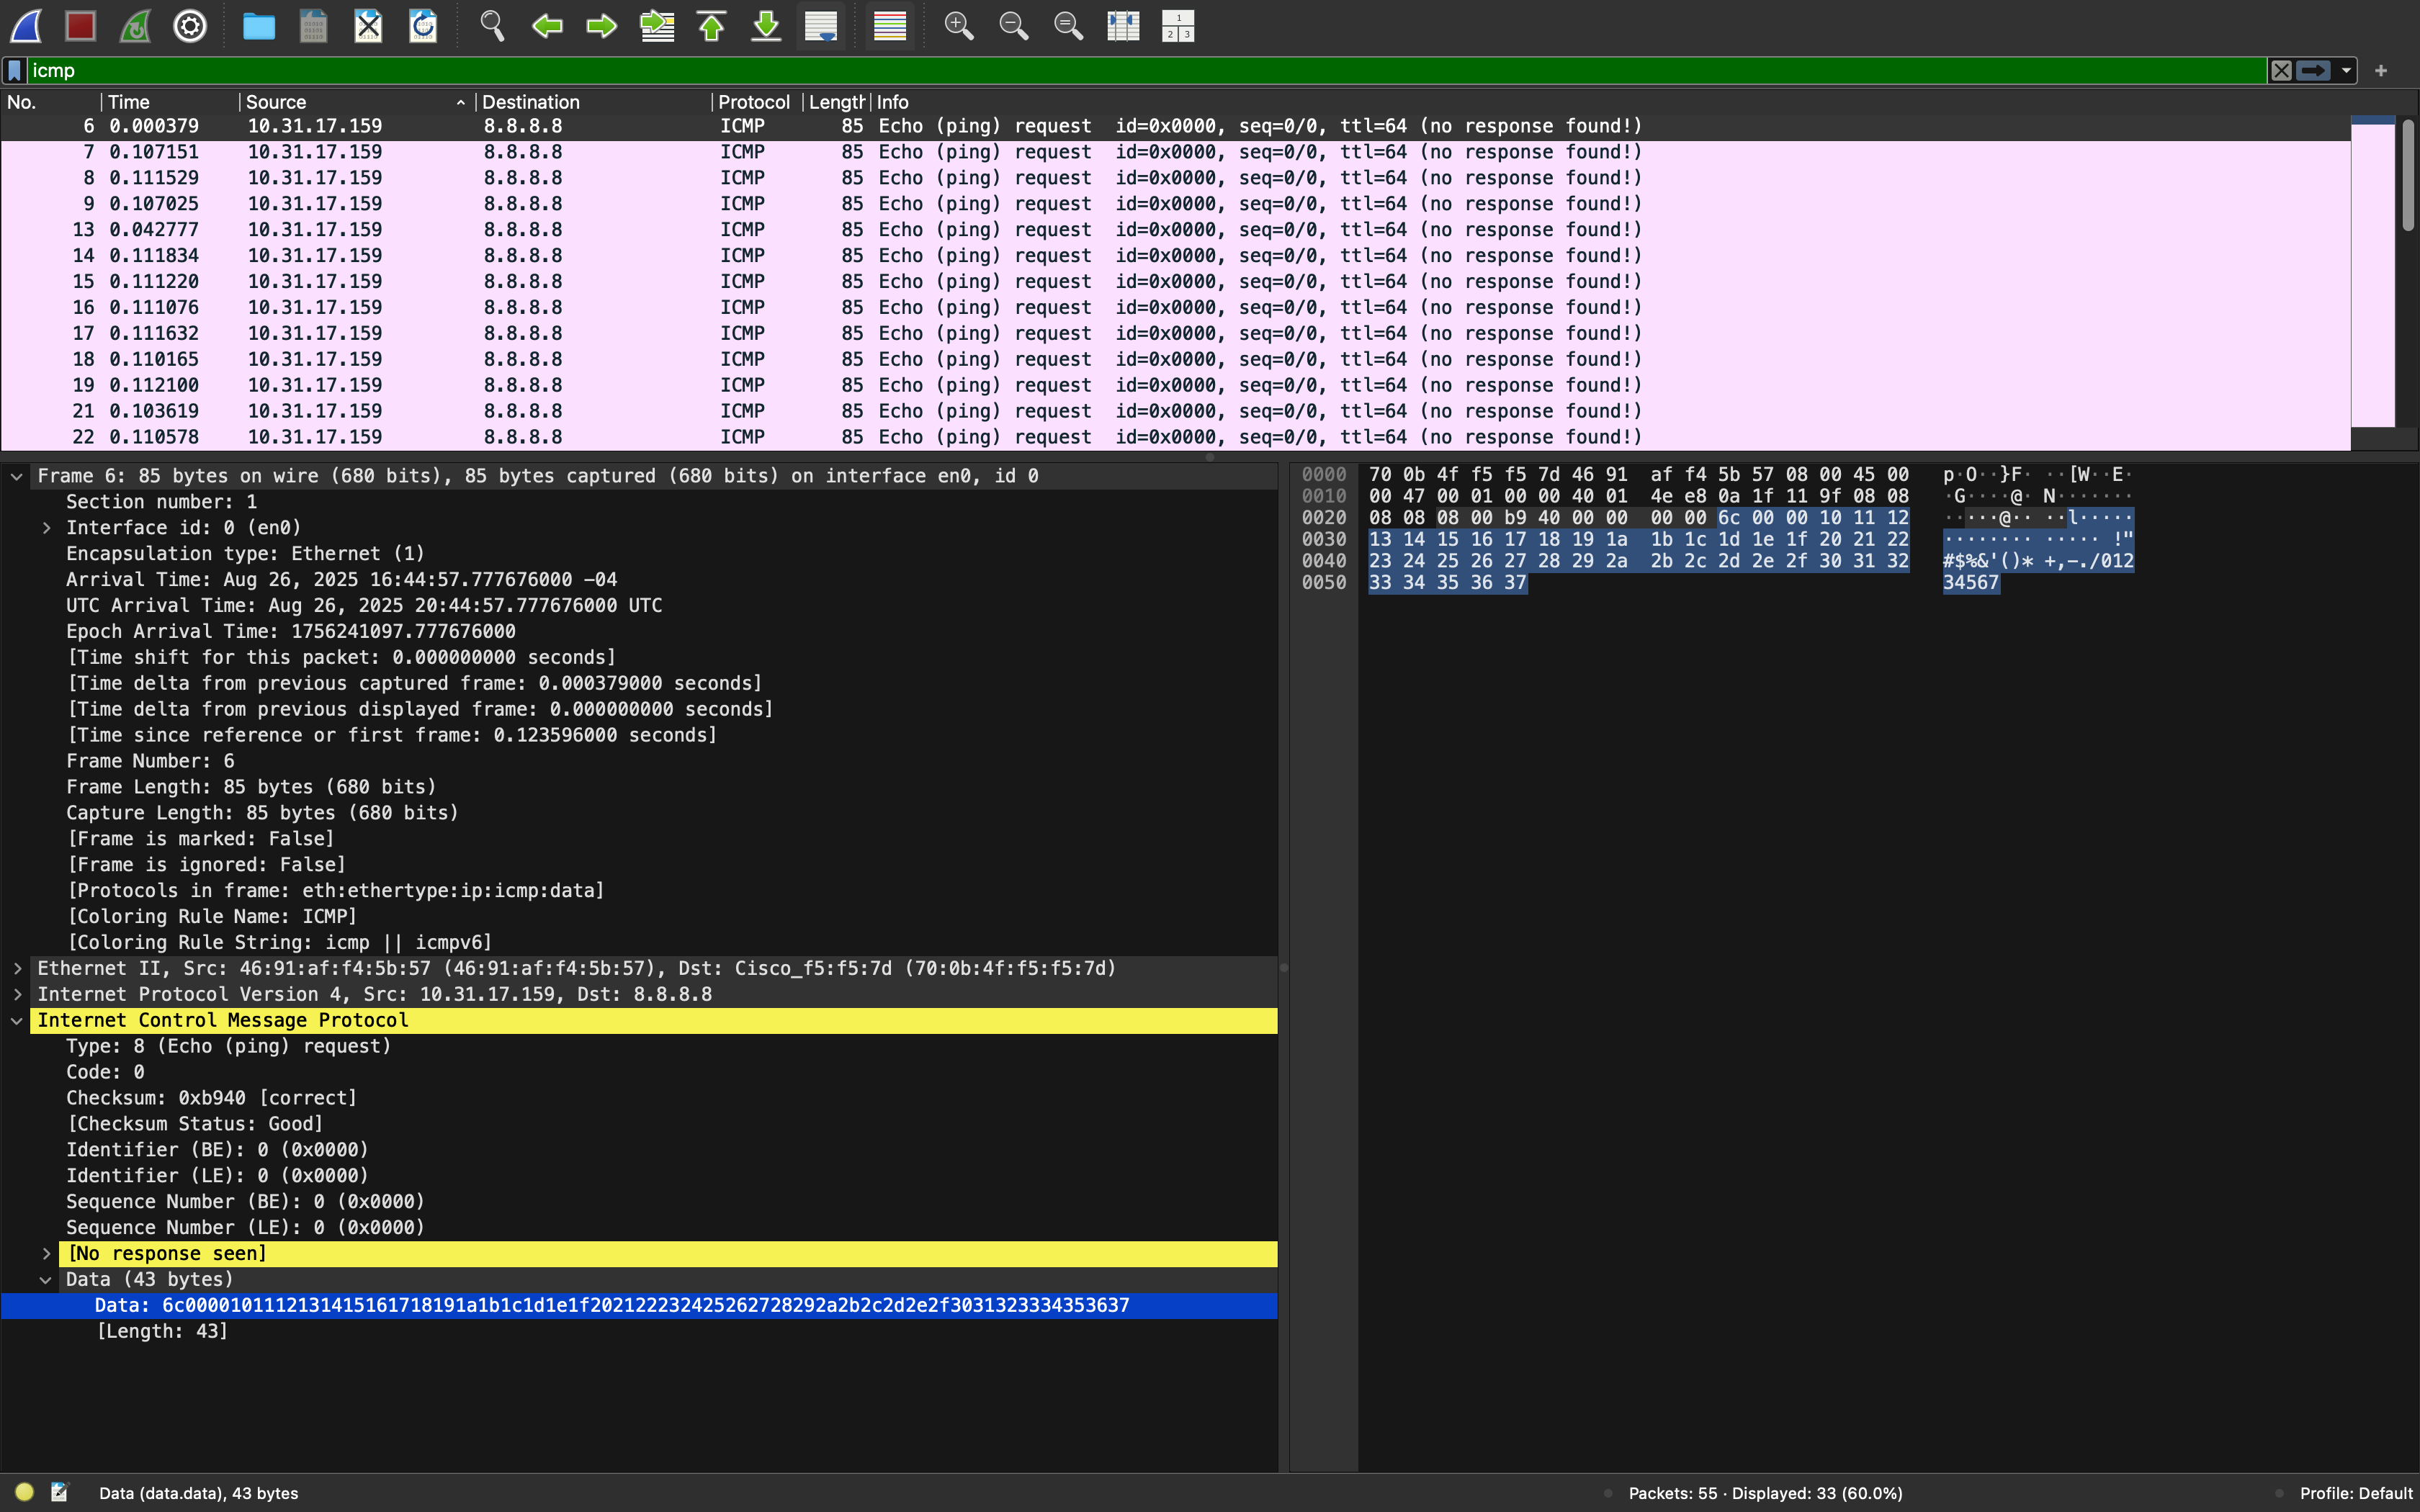 icmp
No. Time Source Destination Protocol Length Info
6 0.000379 10.31.17.159 8.8.8.8 ICMP 85 Echo (ping) request id=0x0000, seq=0/0, ttl=64 (no response found!)
7 0.107151 10.31.17.159 8.8.8.8 ICMP 85 Echo (ping) request id=0x0000, seq=0/0, ttl=64 (no response found!)
8 0.111529 10.31.17.159 8.8.8.8 ICMP 85 Echo (ping) request id=0x0000, seq=0/0, ttl=64 (no response found!)
9 0.107025 10.31.17.159 8.8.8.8 ICMP 85 Echo (ping) request id=0x0000, seq=0/0, ttl=64 (no response found!)
13 0.042777 10.31.17.159 8.8.8.8 ICMP 85 Echo (ping) request id=0x0000, seq=0/0, ttl=64 (no response found!)
14 0.111834 10.31.17.159 8.8.8.8 ICMP 85 Echo (ping) request id=0x0000, seq=0/0, ttl=64 (no response found!)
15 0.111220 10.31.17.159 8.8.8.8 ICMP 85 Echo (ping) request id=0x0000, seq=0/0, ttl=64 (no response found!)
16 0.111076 10.31.17.159 8.8.8.8 ICMP 85 Echo (ping) request id=0x0000, seq=0/0, ttl=64 (no response found!)
17 0.111632 10.31.17.159 8.8.8.8 ICMP 85 Echo (ping) request id=0x0000, seq=0/0, ttl=64 (no response found!)
18 0.110165 10.31.17.159 8.8.8.8 ICMP 85 Echo (ping) request id=0x0000, seq=0/0, ttl=64 (no response found!)
19 0.112100 10.31.17.159 8.8.8.8 ICMP 85 Echo (ping) request id=0x0000, seq=0/0, ttl=64 (no response found!)
21 0.103619 10.31.17.159 8.8.8.8 ICMP 85 Echo (ping) request id=0x0000, seq=0/0, ttl=64 (no response found!)
22 0.110578 10.31.17.159 8.8.8.8 ICMP 85 Echo (ping) request id=0x0000, seq=0/0, ttl=64 (no response found!)
Frame 6: 85 bytes on wire (680 bits), 85 bytes captured (680 bits) on interface en0, id 0
Section number: 1
Interface id: 0 (en0)
Encapsulation type: Ethernet (1)
Arrival Time: Aug 26, 2025 16:44:57.777676000 -04
UTC Arrival Time: Aug 26, 2025 20:44:57.777676000 UTC
Epoch Arrival Time: 1756241097.777676000
[Time shift for this packet: 0.000000000 seconds]
[Time delta from previous captured frame: 0.000379000 seconds]
[Time delta from previous displayed frame: 0.000000000 seconds]
[Time since reference or first frame: 0.123596000 seconds]
Frame Number: 6
Frame Length: 85 bytes (680 bits)
Capture Length: 85 bytes (680 bits)
[Frame is marked: False]
[Frame is ignored: False]
[Protocols in frame: eth:ethertype:ip:icmp:data]
[Coloring Rule Name: ICMP]
[Coloring Rule String: icmp || icmpv6]
Ethernet II, Src: 46:91:af:f4:5b:57 (46:91:af:f4:5b:57), Dst: Cisco_f5:f5:7d (70:0b:4f:f5:f5:7d)
Internet Protocol Version 4, Src: 10.31.17.159, Dst: 8.8.8.8
Internet Control Message Protocol
Type: 8 (Echo (ping) request)
Code: 0
Checksum: 0xb940 [correct]
[Checksum Status: Good]
Identifier (BE): 0 (0x0000)
Identifier (LE): 0 (0x0000)
Sequence Number (BE): 0 (0x0000)
Sequence Number (LE): 0 (0x0000)
[No response seen]
Data (43 bytes)
Data: 6c0000101112131415161718191a1b1c1d1e1f202122232425262728292a2b2c2d2e2f3031323334353637
[Length: 43]
0000 70 0b 4f f5 f5 7d 46 91 af f4 5b 57 08 00 45 00 p·O··}F· ··[W··E·
0010 00 47 00 01 00 00 40 01 4e e8 0a 1f 11 9f 08 08 ·G····@· N·······
0020 08 08 08 00 b9 40 00 00 00 00 6c 00 00 10 11 12 ·····@·· ··l·····
0030 13 14 15 16 17 18 19 1a 1b 1c 1d 1e 1f 20 21 22 ········ ····· !"
0040 23 24 25 26 27 28 29 2a 2b 2c 2d 2e 2f 30 31 32 #$%&'()* +,-./012
0050 33 34 35 36 37 34567
Data (data.data), 43 bytes
Packets: 55 · Displayed: 33 (60.0%)
Profile: Default